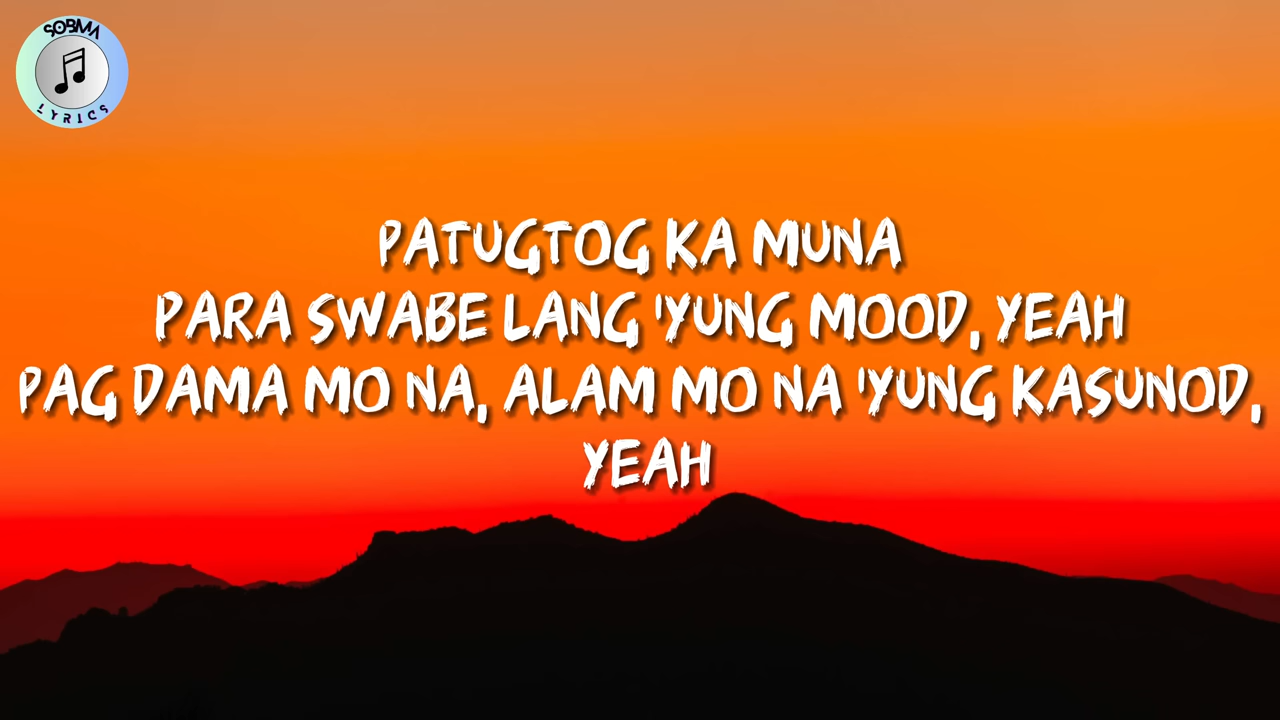 SOBMA
LYRICS
PATUGTOG KA MUNA
PARA SWABE LANG 'YUNG MOOD, YEAH
PAG DAMA MO NA, ALAM MO NA 'YUNG KASUNOD,
YEAH